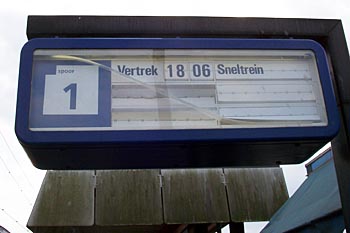 spoor
1
Vertrek 18 06 Sneltrein